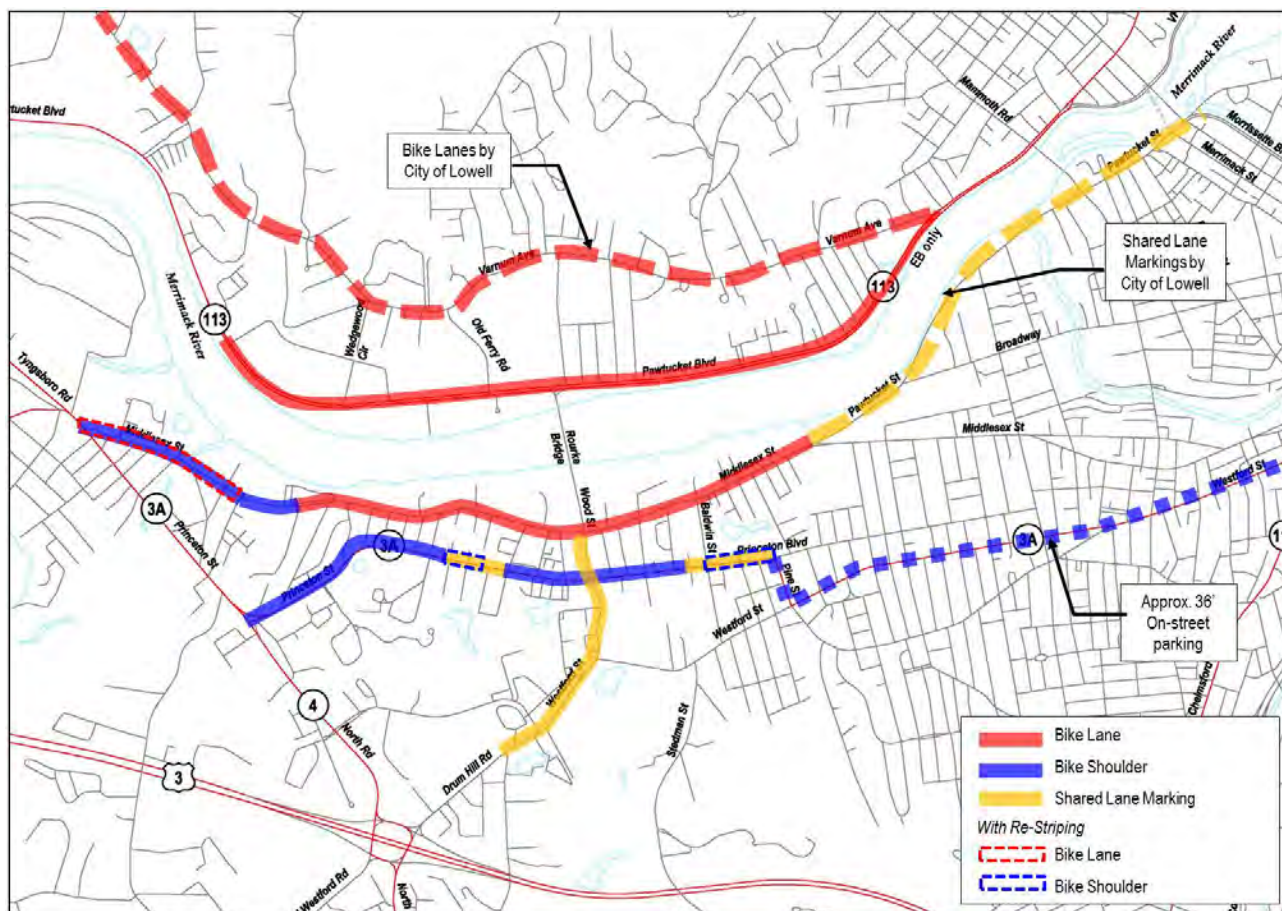 Merrimack River
Mammoth Rd
rtucket Blvd
Morrissette B
Pawtucket St
Merrimack St
Bike Lanes by
City of Lowell
Varnum Ave
EB only
Varnum Ave
Shared Lane
Markings by
City of Lowell
113
113
Merrimack River
Wedgewood
Cir
Old Ferry Rd
Broadway
Pawtucket Blvd
Tyngsboro Rd
Pawtucket St
Middlesex St
Middlesex St
Rourke
Bridge
Middlesex St
Westford St
Wood St
Baldwin St
3A
3A
3A
11
Princeton St
Princeton Blvd
Princeton St
Pine St
Westford St
Approx. 36'
On-street
parking
Westford St
Chelmsford
4
North Rd
Stedman St
Drum Hill Rd
3
Westford Rd
North
Bike Lane
Bike Shoulder
Shared Lane Marking
With Re-Striping
Bike Lane
Bike Shoulder